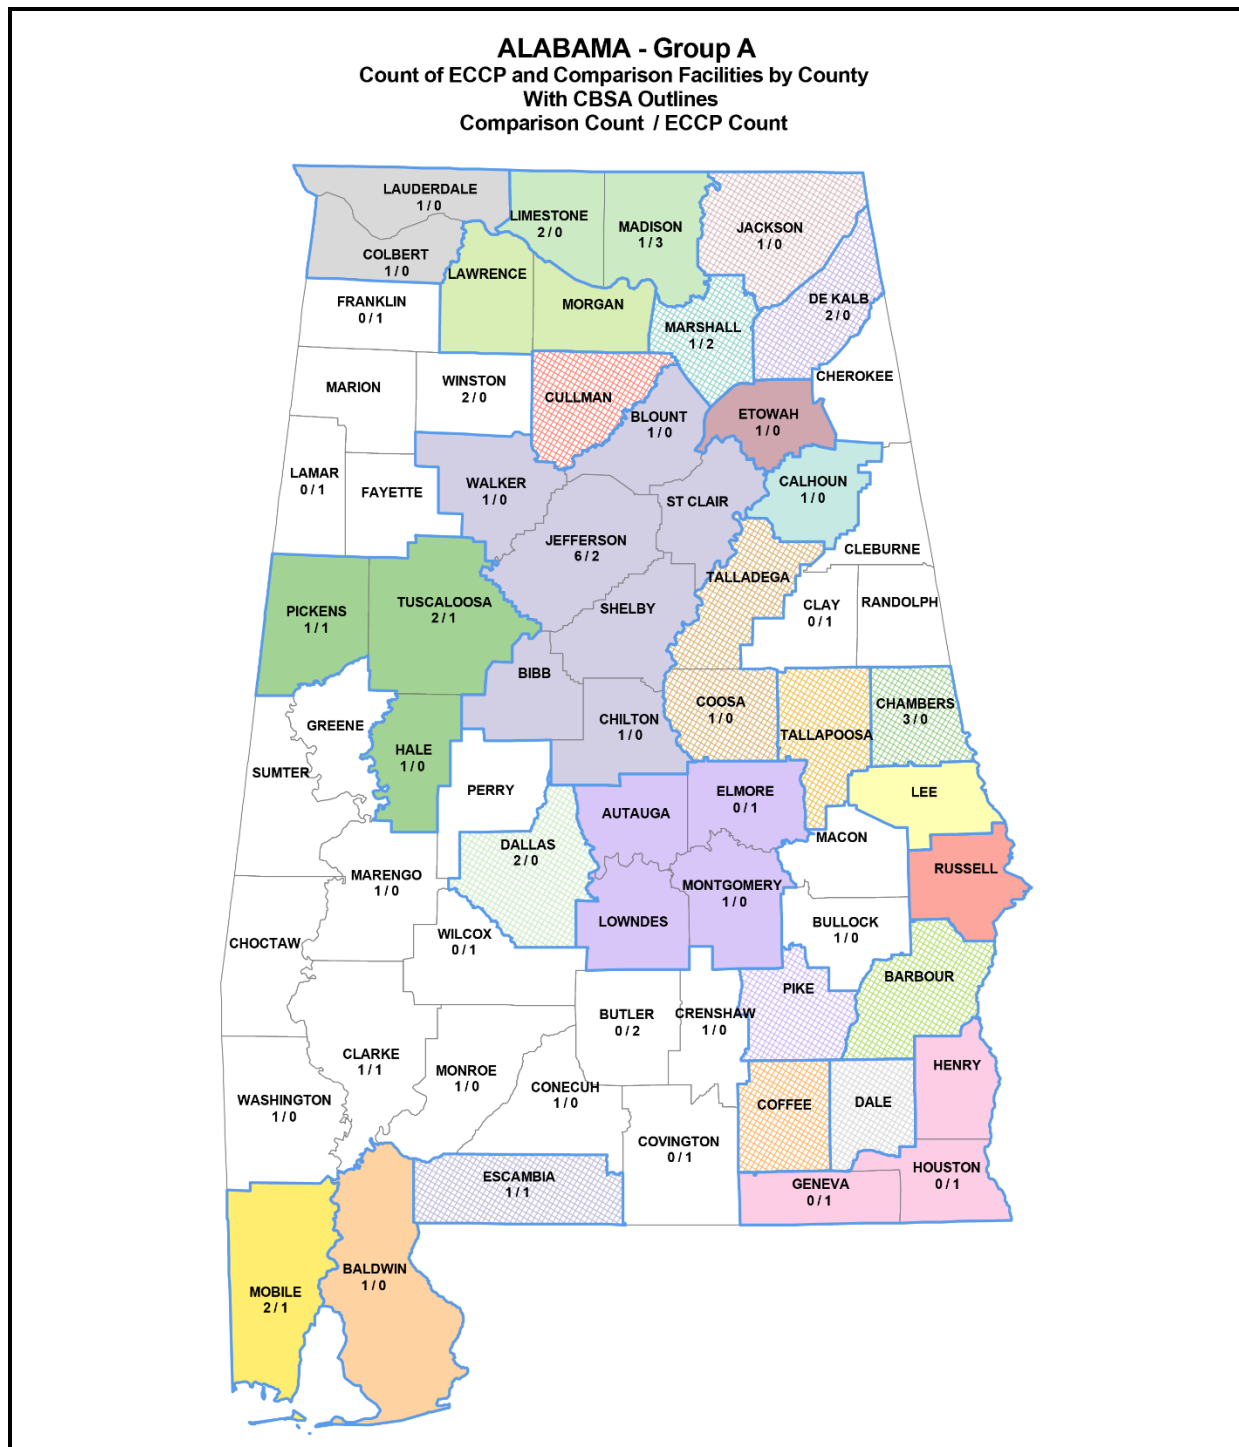 ALABAMA - Group A
Count of ECCP and Comparison Facilities by County
With CBSA Outlines
Comparison Count / ECCP Count
LAUDERDALE
1 / 0
LIMESTONE
2 / 0
MADISON
1 / 3
JACKSON
1 / 0
COLBERT
1 / 0
LAWRENCE
FRANKLIN
0 / 1
MORGAN
DE KALB
2 / 0
MARSHALL
1 / 2
CHEROKEE
MARION
WINSTON
2 / 0
CULLMAN
BLOUNT
1 / 0
ETOWAH
1 / 0
LAMAR
0 / 1
FAYETTE
WALKER
1 / 0
ST CLAIR
CALHOUN
1 / 0
JEFFERSON
6 / 2
CLEBURNE
TALLADEGA
PICKENS
1 / 1
TUSCALOOSA
2 / 1
SHELBY
CLAY
0 / 1
RANDOLPH
BIBB
GREENE
HALE
1 / 0
CHILTON
1 / 0
COOSA
1 / 0
TALLAPOOSA
CHAMBERS
3 / 0
SUMTER
PERRY
AUTAUGA
ELMORE
0 / 1
LEE
DALLAS
2 / 0
MACON
MARENGO
1 / 0
MONTGOMERY
1 / 0
RUSSELL
CHOCTAW
WILCOX
0 / 1
LOWNDES
BULLOCK
1 / 0
PIKE
BARBOUR
BUTLER
0 / 2
CRENSHAW
1 / 0
CLARKE
1 / 1
MONROE
1 / 0
CONECUH
1 / 0
HENRY
WASHINGTON
1 / 0
COFFEE
DALE
COVINGTON
0 / 1
ESCAMBIA
1 / 1
GENEVA
0 / 1
HOUSTON
0 / 1
MOBILE
2 / 1
BALDWIN
1 / 0